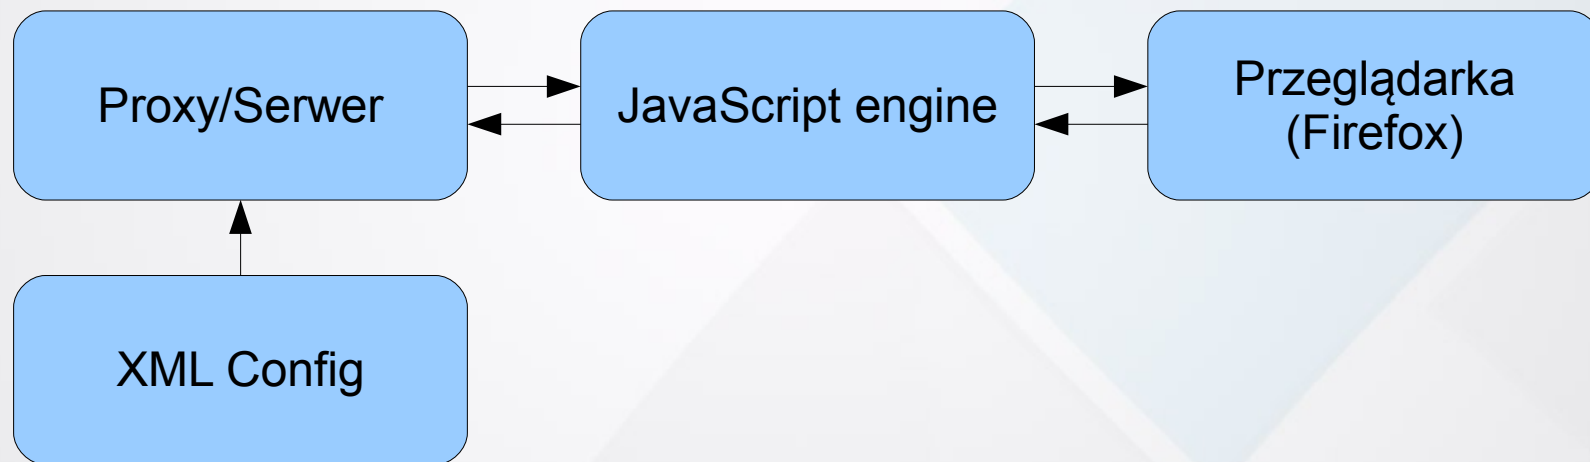 Proxy/Serwer
JavaScript engine
Przeglądarka
(Firefox)
XML Config